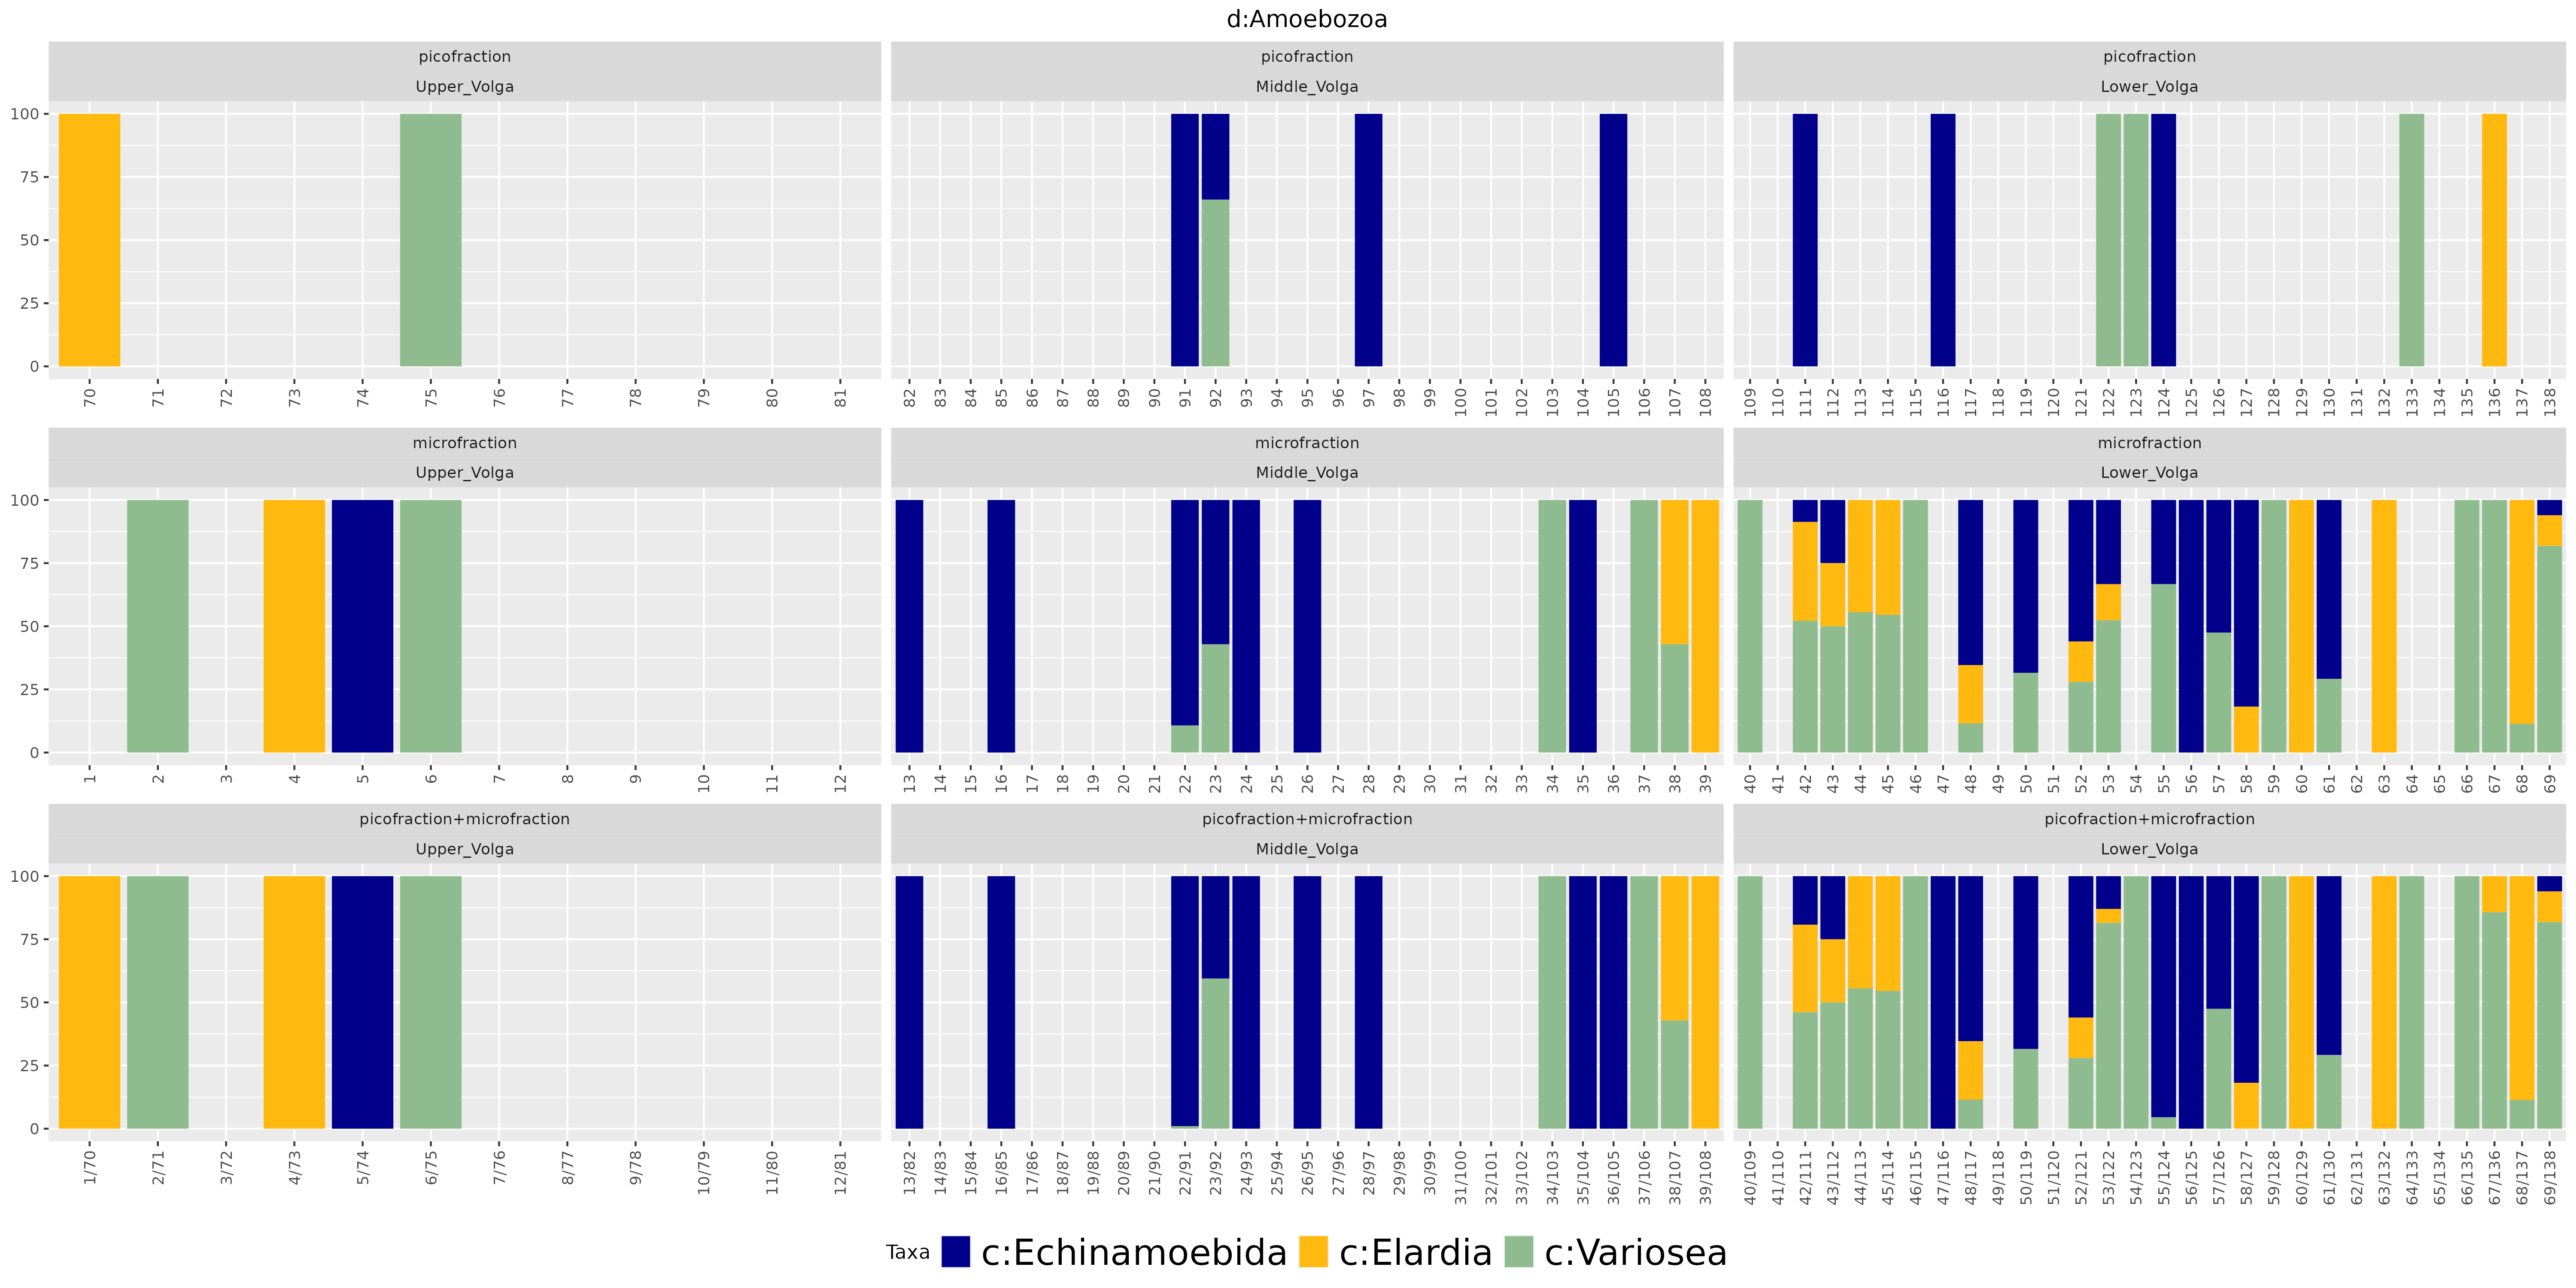 d:Amoebozoa
picofraction picofraction picofraction
Upper_Volga Middle_Volga Lower_Volga
100
75
50
25
0
70 71 72 73 74 75 76 77 78 79 80 81 82 83 84 85 86 87 88 89 90 91 92 93 94 95 96 97 98 99 100 101 102 103 104 105 106 107 108 109 110 111 112 113 114 115 116 117 118 119 120 121 122 123 124 125 126 127 128 129 130 131 132 133 134 135 136 137 138
microfraction microfraction microfraction
Upper_Volga Middle_Volga Lower_Volga
100
75
50
25
0
1 2 3 4 5 6 7 8 9 10 11 12 13 14 15 16 17 18 19 20 21 22 23 24 25 26 27 28 29 30 31 32 33 34 35 36 37 38 39 40 41 42 43 44 45 46 47 48 49 50 51 52 53 54 55 56 57 58 59 60 61 62 63 64 65 66 67 68 69
picofraction+microfraction picofraction+microfraction picofraction+microfraction
Upper_Volga Middle_Volga Lower_Volga
100
75
50
25
0
1/70 2/71 3/72 4/73 5/74 6/75 7/76 8/77 9/78 10/79 11/80 12/81 13/82 14/83 15/84 16/85 17/86 18/87 19/88 20/89 21/90 22/91 23/92 24/93 25/94 26/95 27/96 28/97 29/98 30/99 31/100 32/101 33/102 34/103 35/104 36/105 37/106 38/107 39/108 40/109 41/110 42/111 43/112 44/113 45/114 46/115 47/116 48/117 49/118 50/119 51/120 52/121 53/122 54/123 55/124 56/125 57/126 58/127 59/128 60/129 61/130 62/131 63/132 64/133 65/134 66/135 67/136 68/137 69/138
Taxa c:Echinamoebida c:Elardia c:Variosea